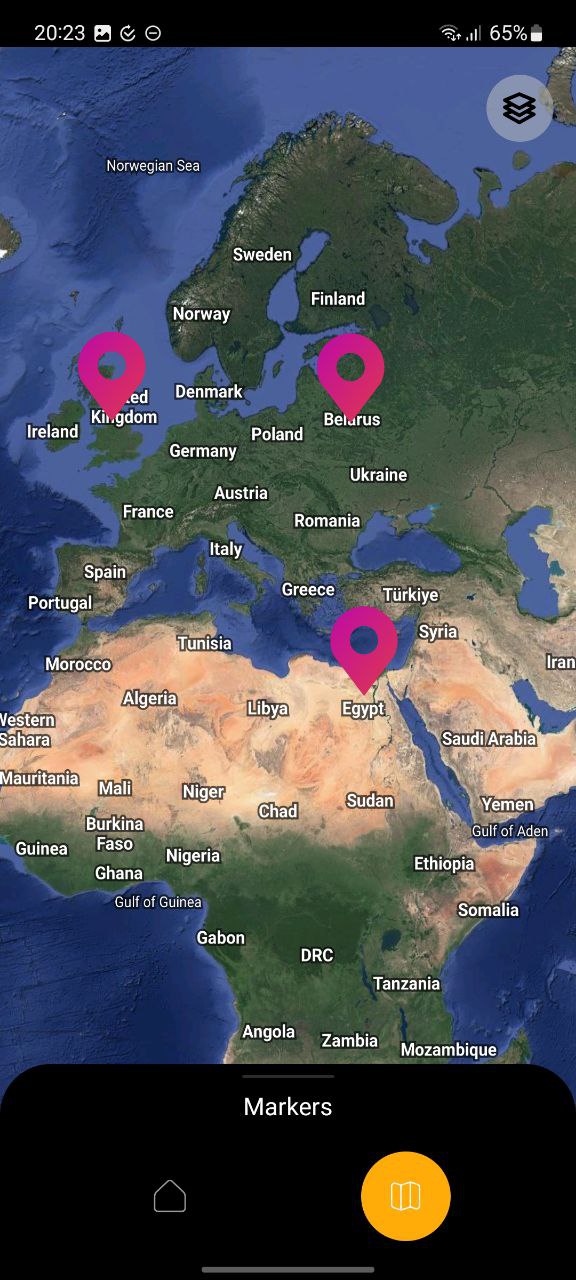 20:23
65%
Norwegian Sea
Sweden
Finland
Norway
Denmark
Kingdom
Belarus
Ireland
Poland
Germany
Ukraine
Austria
France
Romania
Italy
Spain
Greece
Türkiye
Portugal
Syria
Tunisia
Morocco
Iran
Algeria
Libya
Egypt
Western
Sahara
Saudi Arabia
Mauritania
Mali
Niger
Sudan
Chad
Yemen
Burkina
Faso
Gulf of Aden
Guinea
Nigeria
Ethiopia
Ghana
Gulf of Guinea
Somalia
Gabon
DRC
Tanzania
Angola
Zambia
Mozambique
Markers